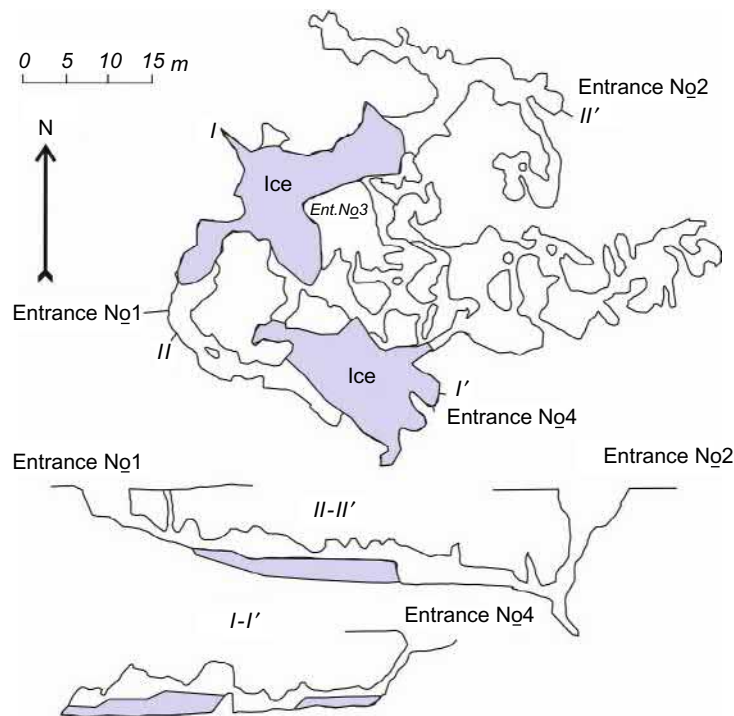 0 5 10 15 m
N
Entrance №2
II'
I
Ice
Ent.№3
Entrance №1
II
Ice
I'
Entrance №4
Entrance №1
Entrance №2
II-II'
I-I'
Entrance №4